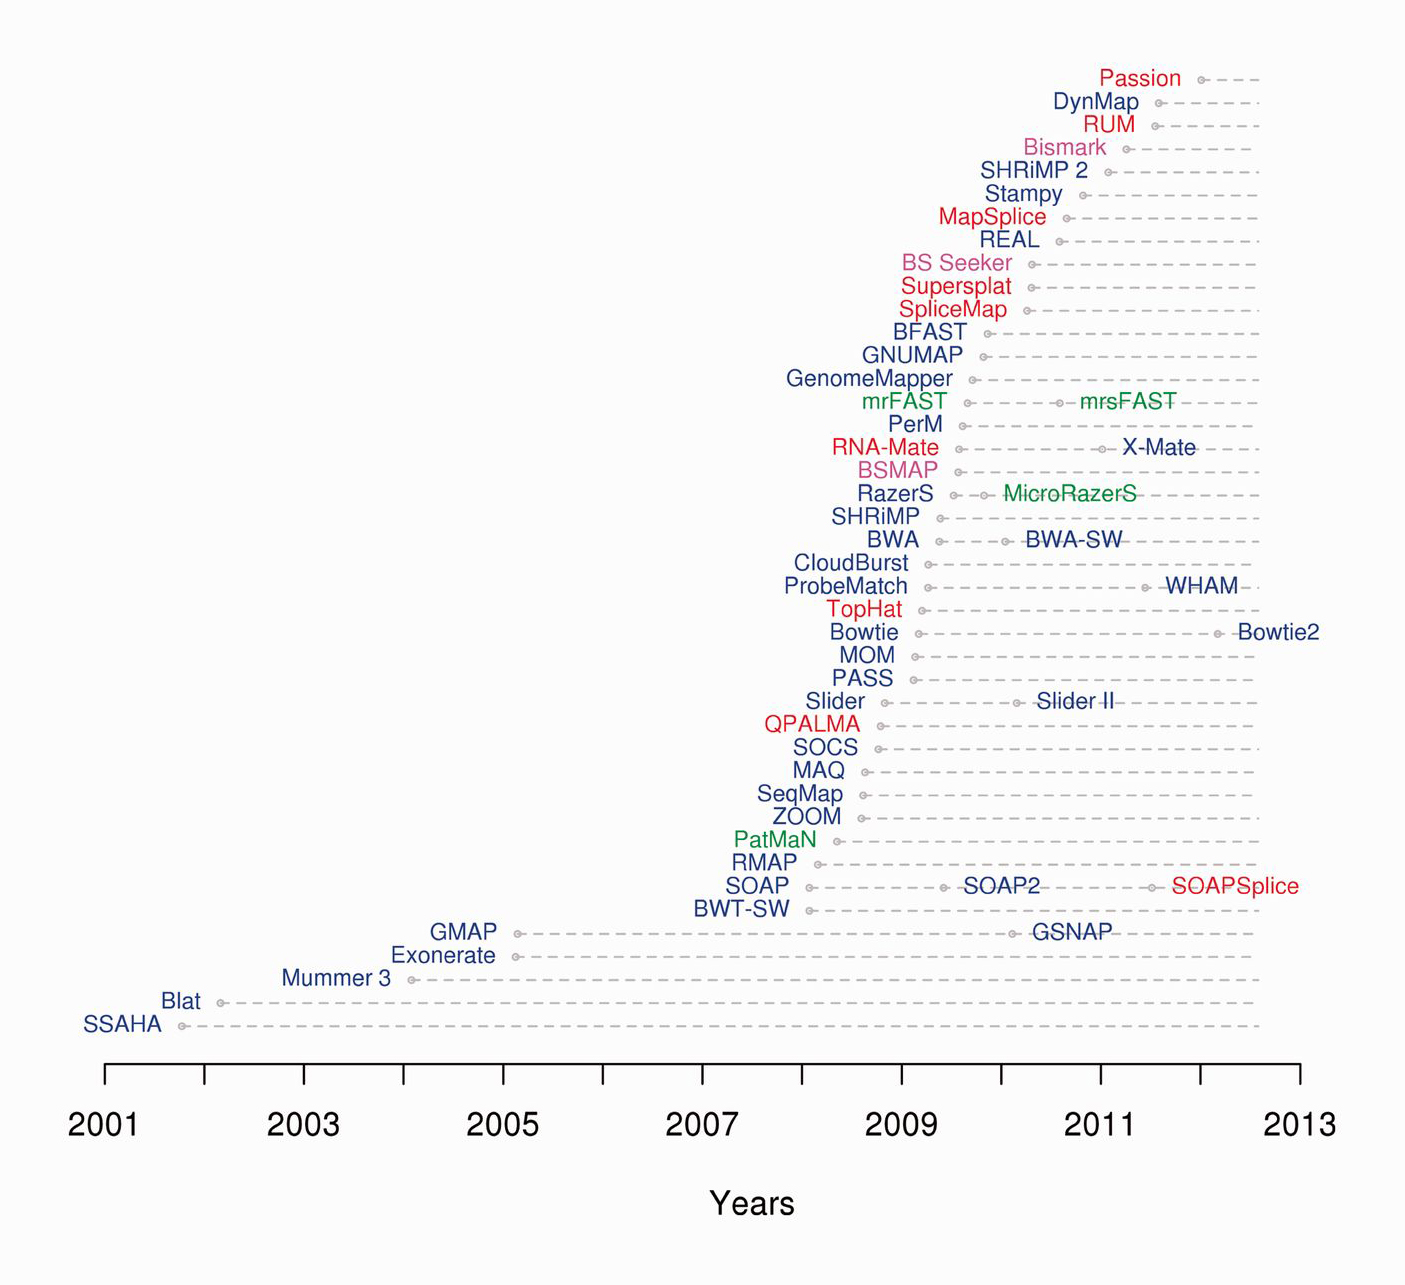 Passion
DynMap
RUM
Bismark
SHRiMP 2
Stampy
MapSplice
REAL
BS Seeker
Supersplat
SpliceMap
BFAST
GNUMAP
GenomeMapper
mrFAST mrsFAST
PerM
RNA-Mate X-Mate
BSMAP
RazerS MicroRazerS
SHRiMP
BWA BWA-SW
CloudBurst
ProbeMatch WHAM
TopHat
Bowtie Bowtie2
MOM
PASS
Slider Slider II
QPALMA
SOCS
MAQ
SeqMap
ZOOM
PatMaN
RMAP
SOAP SOAP2 SOAPSplice
BWT-SW
GMAP GSNAP
Exonerate
Mummer 3
Blat
SSAHA
2001 2003 2005 2007 2009 2011 2013
Years